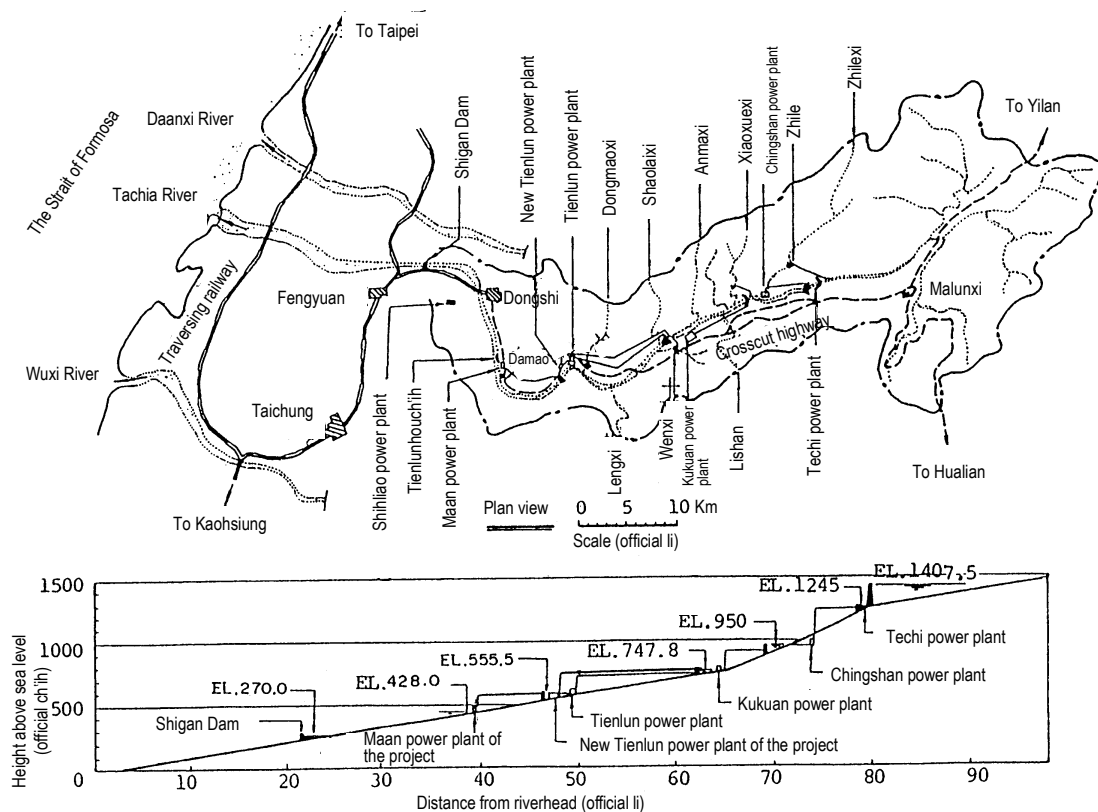 To Taipei
Daanxi River
The Strait of Formosa
Tachia River
Traversing railway
Wuxi River
Fengyuan
Taichung
To Kaohsiung
Shigan Dam
Dongshi
Damao
Shihliao power plant
Tienlunhouch'ih
Maan power plant
New Tienlun power plant
Tienlun power plant
Dongmaoxi
Shaolaixi
Anmaxi
Xiaoxuexi
Chingshan power plant
Zhile
Zhilexi
To Yilan
Malunxi
Crosscut highway
Lengxi
Wenxi
Kukuan power
plant
Lishan
Techi power plant
To Hualian
Plan view
0 5 10 Km
Scale (official li)
Height above sea level
(official ch'ih)
1500
1000
500
0
EL.1407.5
EL.1245
EL.950
EL.747.8
EL.555.5
EL.428.0
EL.270.0
Shigan Dam
Maan power plant of
the project
New Tienlun power plant of the project
Tienlun power plant
Kukuan power plant
Chingshan power plant
Techi power plant
10 20 30 40 50 60 70 80 90
Distance from riverhead (official li)